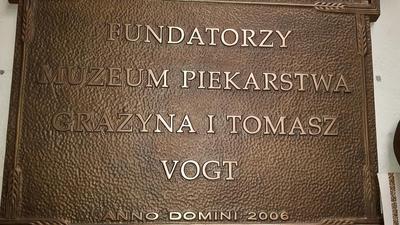 FUNDATORZY
MUZEUM PIEKARSTWA
GRAŻYNA I TOMASZ
VOGT
ANNO DOMINI 2006